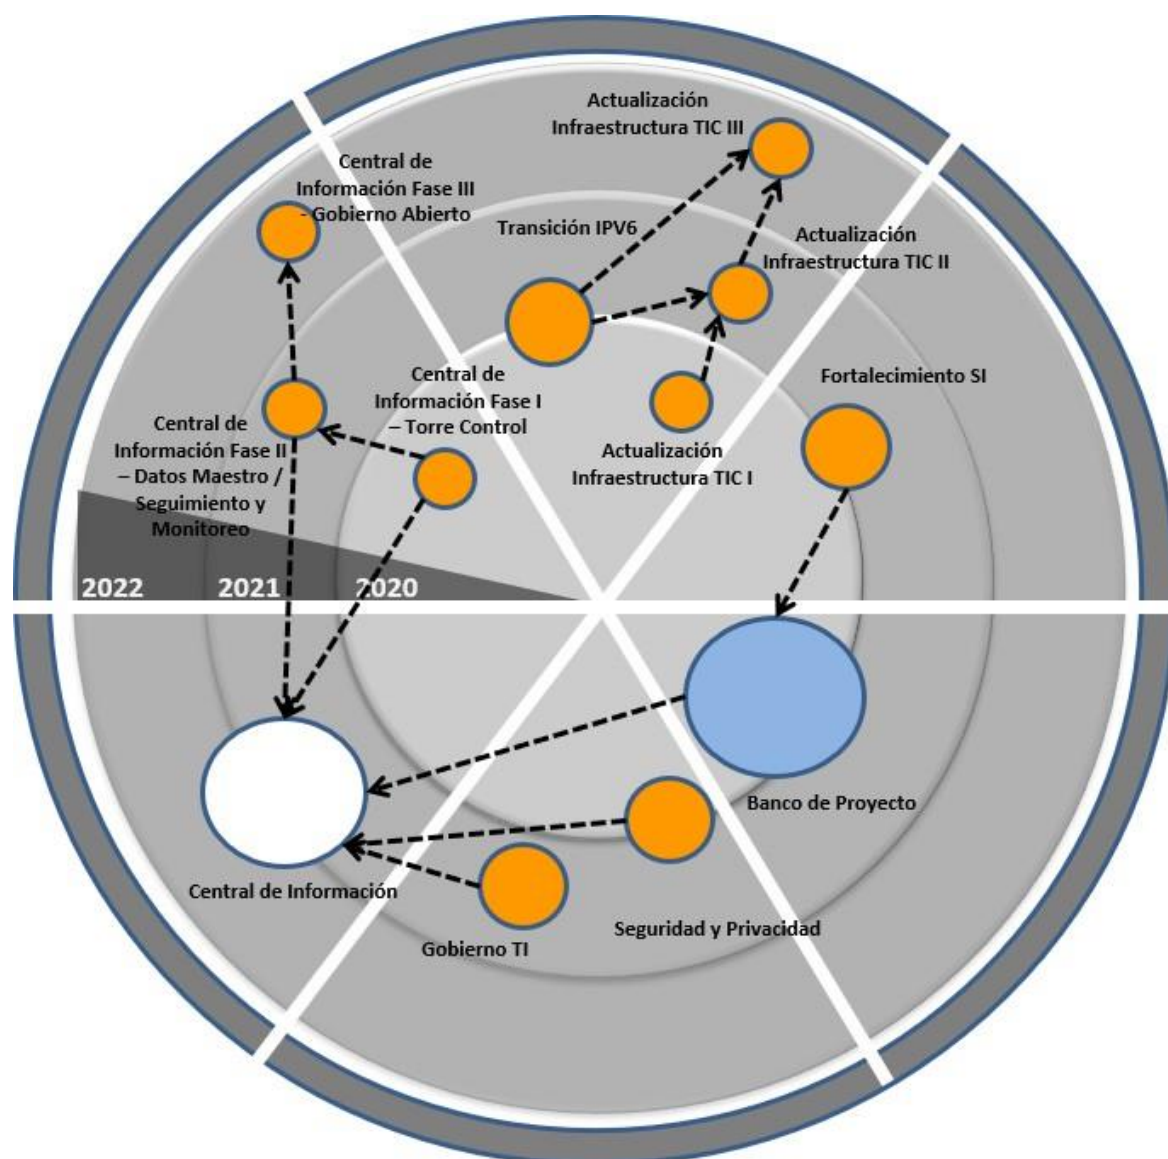 Actualización
Infraestructura TIC III
Central de
Información Fase III
- Gobierno Abierto
Transición IPV6
Actualización
Infraestructura TIC II
Central de
Información Fase I
– Torre Control
Fortalecimiento SI
Central de
Información Fase II
– Datos Maestro /
Seguimiento y
Monitoreo
Actualización
Infraestructura TIC I
2022
2021
2020
Banco de Proyecto
Central de Información
Seguridad y Privacidad
Gobierno TI